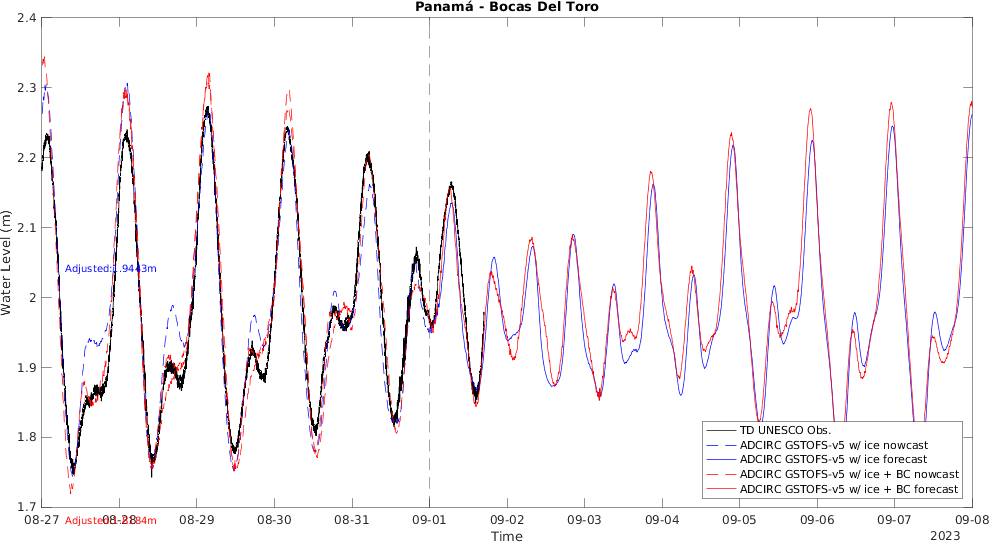 Panamá - Bocas Del Toro
2.4
2.3
2.2
2.1
2
1.9
1.8
1.7
Water Level (m)
Adjusted:
m
Adjusted:
84m
08-27
08-28
08-29
08-30
08-31
09-01
09-02
09-03
09-04
09-05
09-06
09-07
09-08
Time
2023
TD UNESCO Obs.
ADCIRC GSTOFS-v5 w/ ice nowcast
ADCIRC GSTOFS-v5 w/ ice forecast
ADCIRC GSTOFS-v5 w/ ice + BC nowcast
ADCIRC GSTOFS-v5 w/ ice + BC forecast